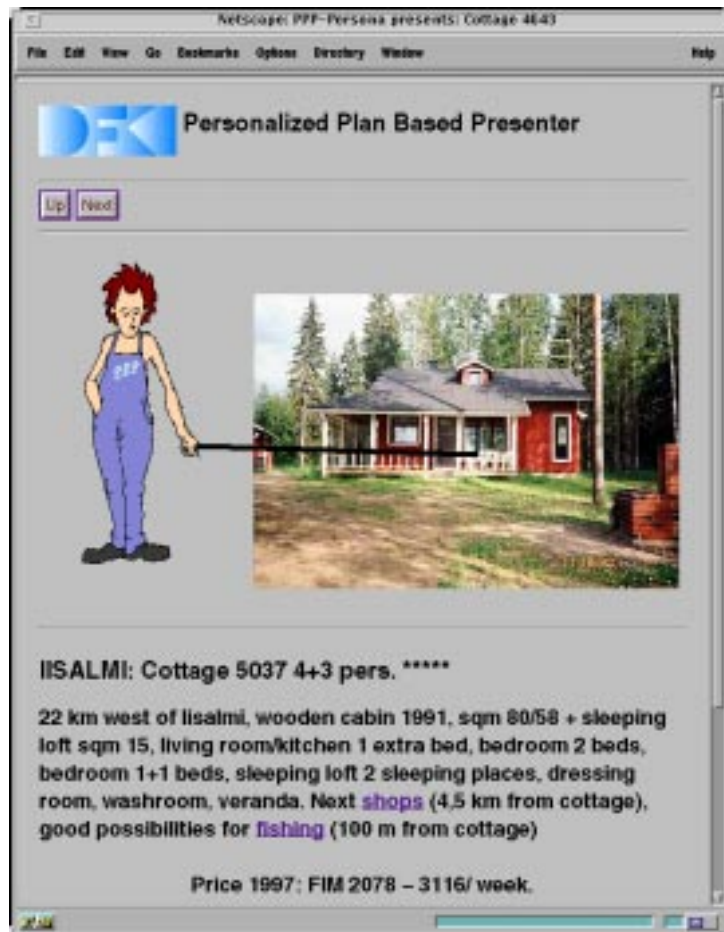 Netscape: PPP-Persona presents: Cottage 4643
File Edit View Go Bookmarks Options Directory Window Help
DFKI Personalized Plan Based Presenter
Up Next
PPP
IISALMI: Cottage 5037 4+3 pers. *****
22 km west of Iisalmi, wooden cabin 1991, sqm 80/58 + sleeping
loft sqm 15, living room/kitchen 1 extra bed, bedroom 2 beds,
bedroom 1+1 beds, sleeping loft 2 sleeping places, dressing
room, washroom, veranda. Next shops (4,5 km from cottage),
good possibilities for fishing (100 m from cottage)
Price 1997: FIM 2078 – 3116/ week.